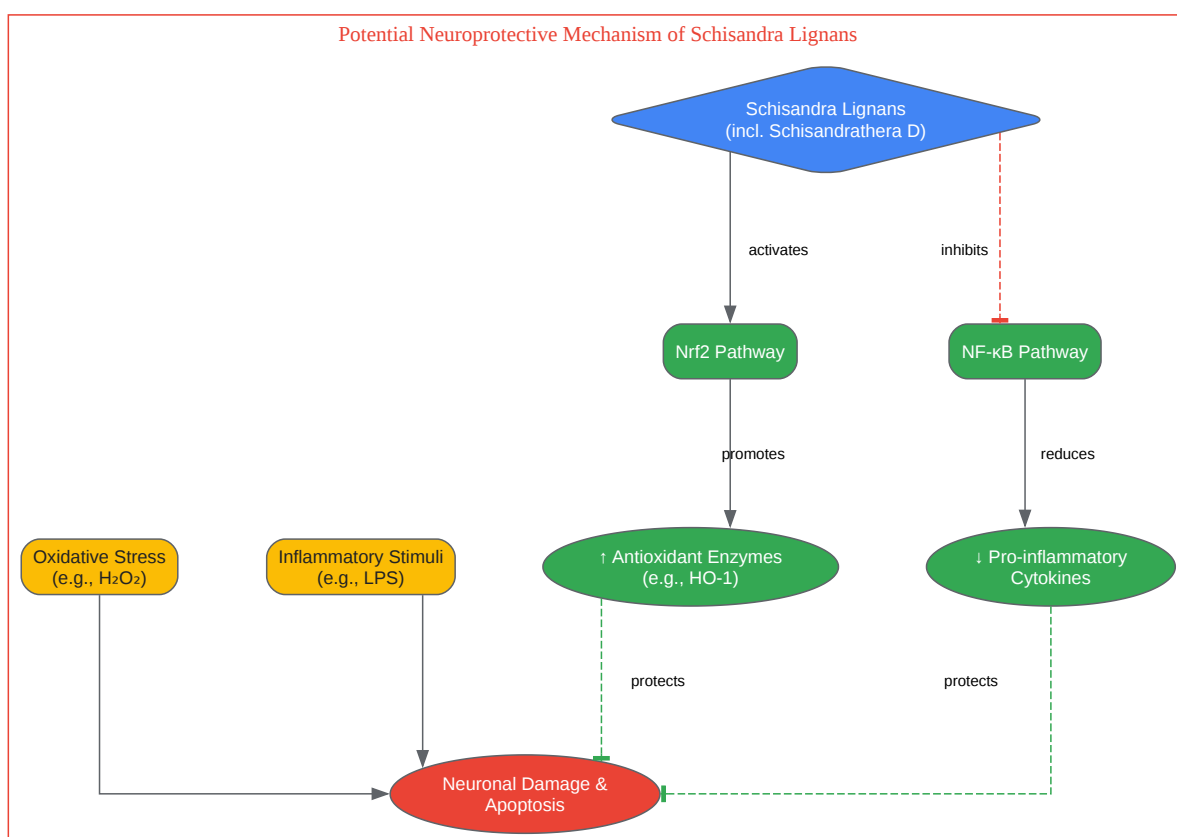 Potential Neuroprotective Mechanism of Schisandra Lignans
Schisandra Lignans
(incl. Schisandrathera D)
activates
inhibits
Nrf2 Pathway
NF-κB Pathway
promotes
reduces
Oxidative Stress
(e.g., H₂O₂)
Inflammatory Stimuli
(e.g., LPS)
↑ Antioxidant Enzymes
(e.g., HO-1)
↓ Pro-inflammatory
Cytokines
protects
protects
Neuronal Damage &
Apoptosis